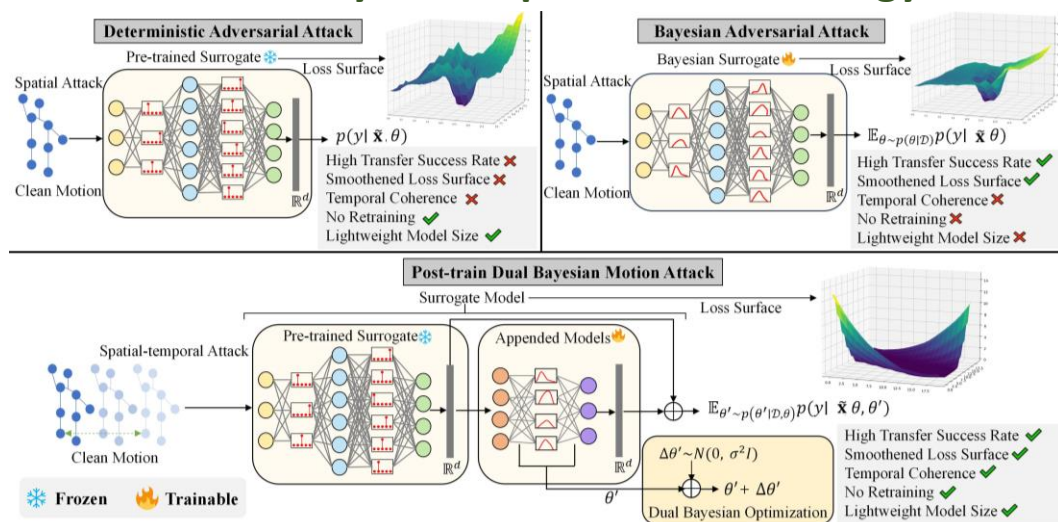 Deterministic Adversarial Attack
Pre-trained Surrogate
Loss Surface
Spatial Attack
Clean Motion
ℝ^d
p(y| x̃. θ)
High Transfer Success Rate ✖
Smoothened Loss Surface ✖
Temporal Coherence ✖
No Retraining ✔
Lightweight Model Size ✔
Bayesian Adversarial Attack
Bayesian Surrogate
Loss Surface
Spatial Attack
Clean Motion
ℝ^d
𝔼_{θ~p(θ|𝒟)}p(y| x̃ θ)
High Transfer Success Rate ✔
Smoothened Loss Surface ✔
Temporal Coherence ✖
No Retraining ✖
Lightweight Model Size ✖
Post-train Dual Bayesian Motion Attack
Surrogate Model
Loss Surface
Pre-trained Surrogate
Appended Models
Spatial-temporal Attack
Clean Motion
ℝ^d
ℝ^d
𝔼_{θ'~p(θ'|𝒟,θ)}p(y| x̃ θ, θ')
Δθ'~N(0, σ²I)
θ'
θ' + Δθ'
Dual Bayesian Optimization
High Transfer Success Rate ✔
Smoothened Loss Surface ✔
Temporal Coherence ✔
No Retraining ✔
Lightweight Model Size ✔
Frozen
Trainable